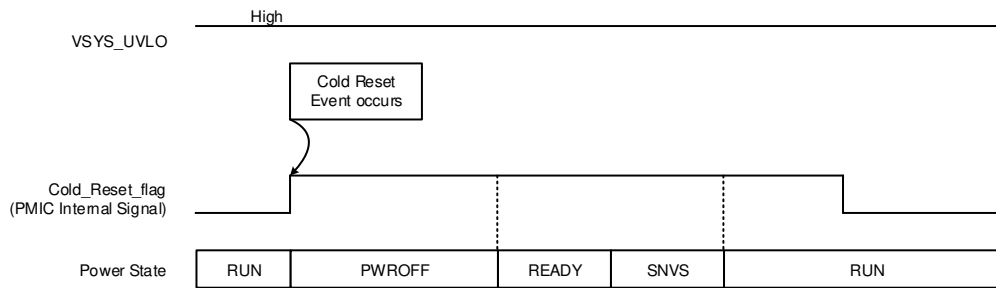 High
VSYS_UVLO
Cold Reset
Event occurs
Cold_Reset_flag
(PMIC Internal Signal)
Power State
RUN
PWROFF
READY
SNVS
RUN